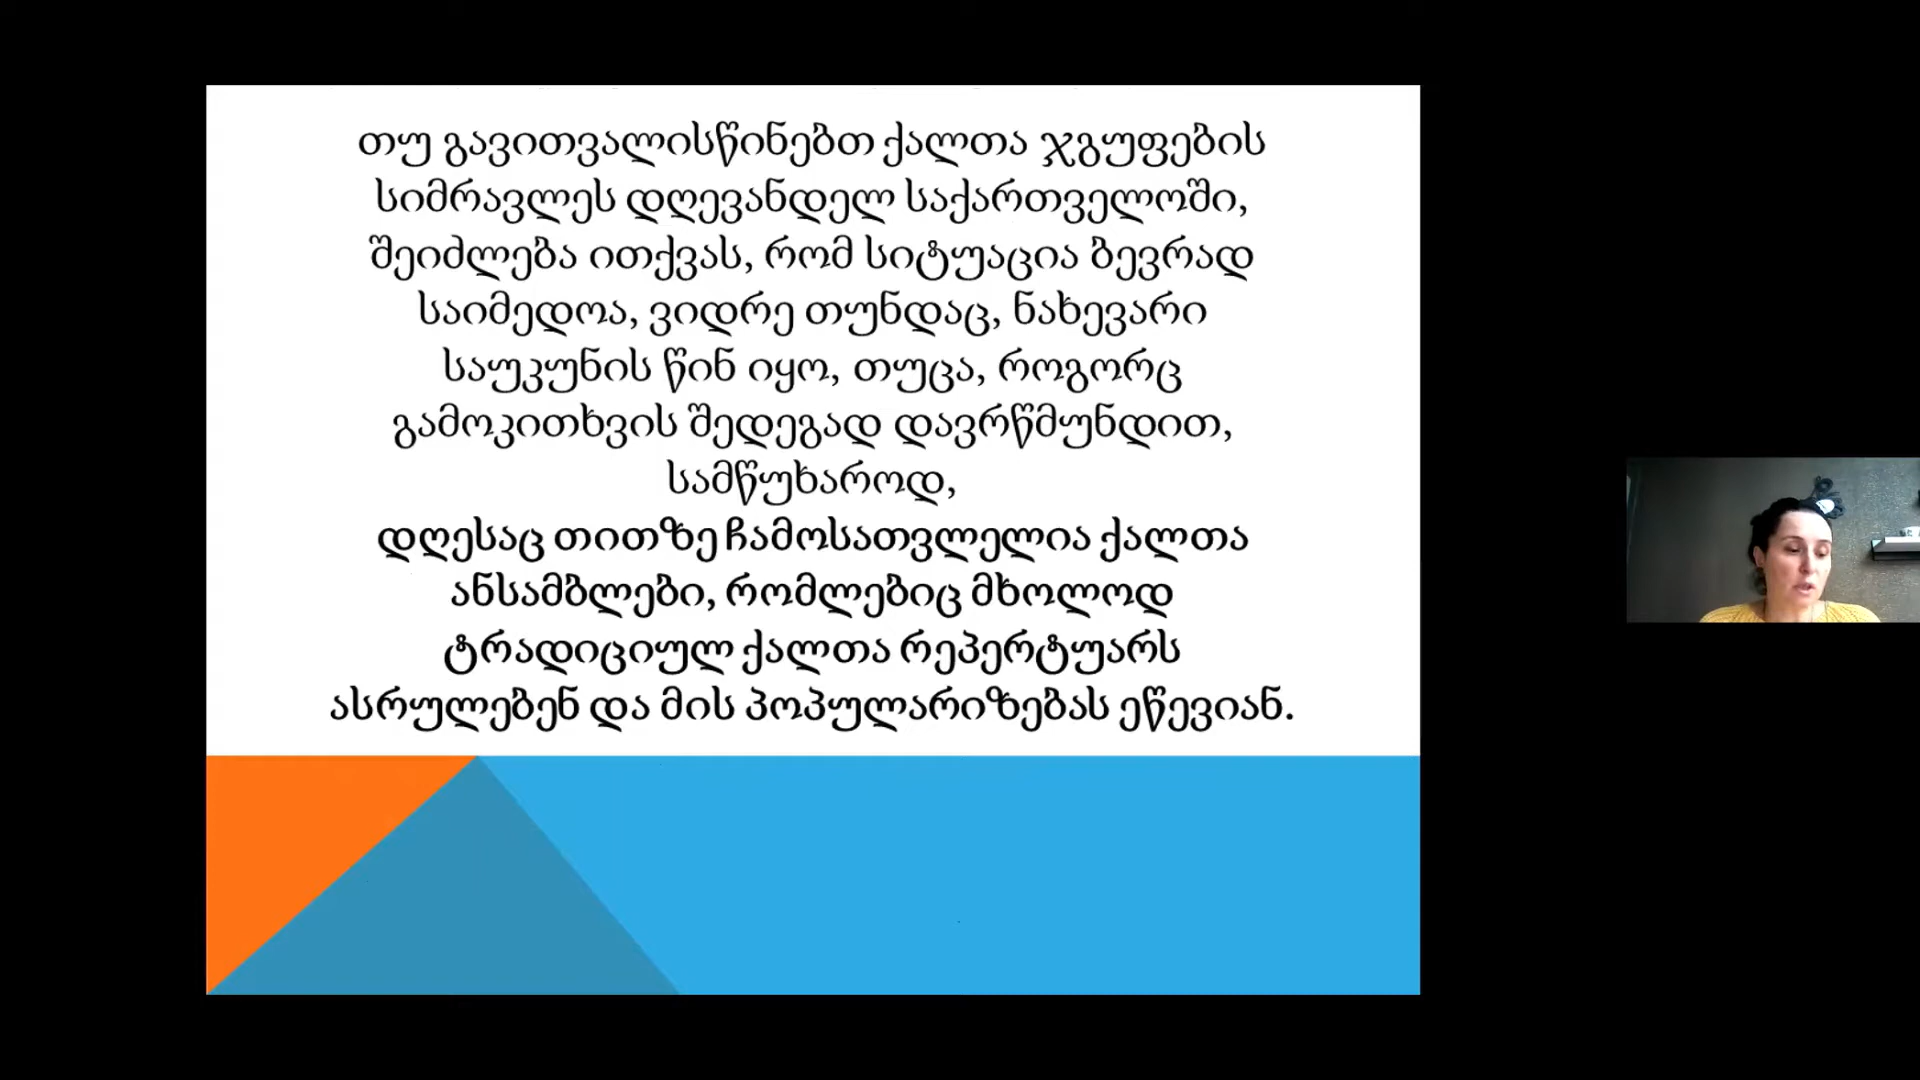 თუ გავითვალისწინებთ ქალთა ჯგუფების
სიმრავლეს დღევანდელ საქართველოში,
შეიძლება ითქვას, რომ სიტუაცია ბევრად
საიმედოა, ვიდრე თუნდაც, ნახევარი
საუკუნის წინ იყო, თუცა, როგორც
გამოკითხვის შედეგად დავრწმუნდით,
სამწუხაროდ,
დღესაც თითზე ჩამოსათვლელია ქალთა
ანსამბლები, რომლებიც მხოლოდ
ტრადიციულ ქალთა რეპერტუარს
ასრულებენ და მის პოპულარიზებას ეწევიან.